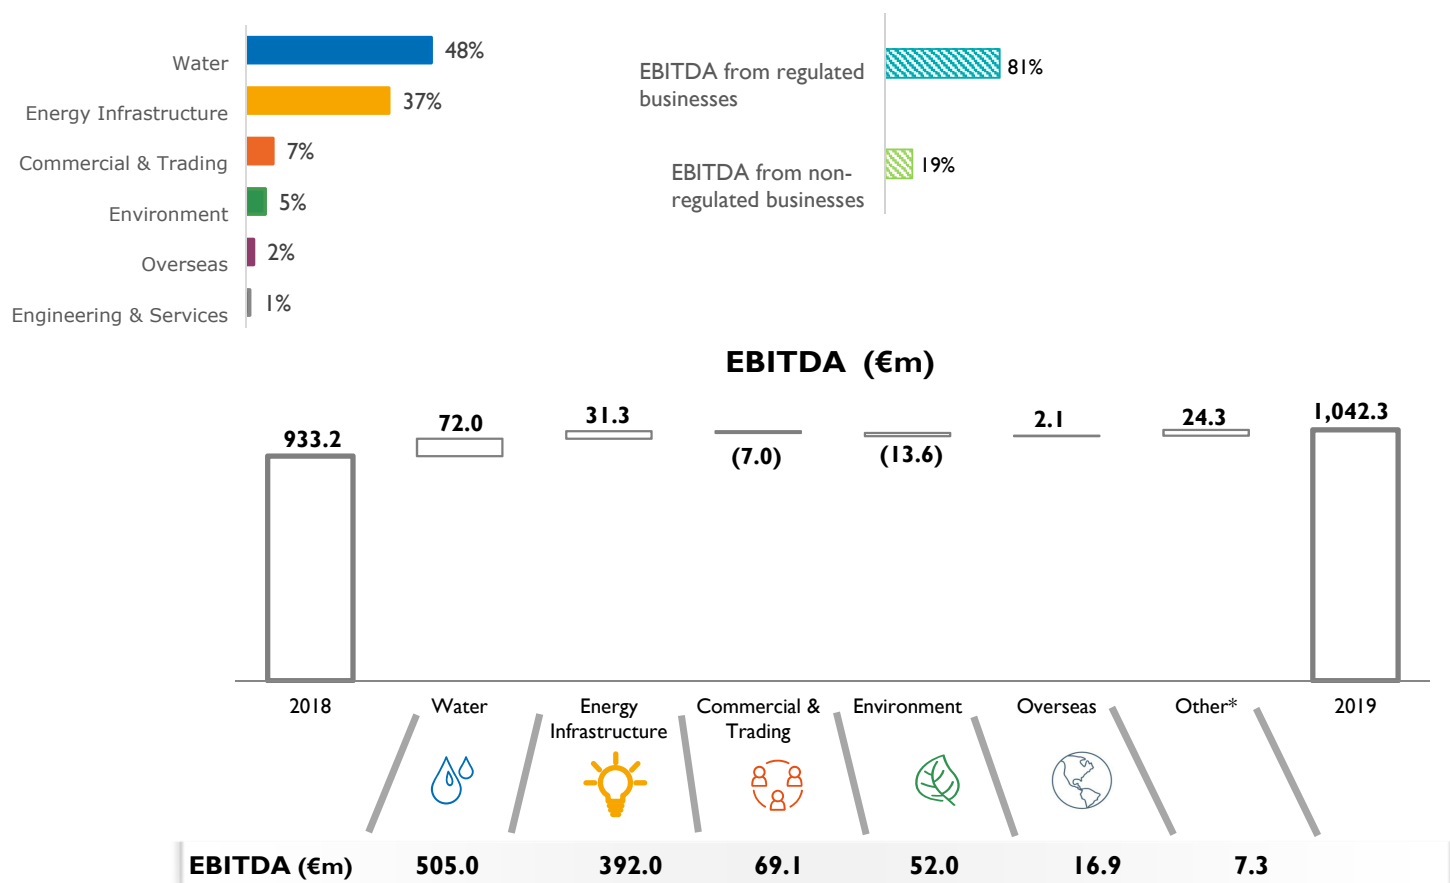 Water 48%
Energy Infrastructure 37%
Commercial & Trading 7%
Environment 5%
Overseas 2%
Engineering & Services 1%
EBITDA from regulated
businesses
81%
EBITDA from non-
regulated businesses
19%
EBITDA (€m)
933.2
72.0
31.3
(7.0)
(13.6)
2.1
24.3
1,042.3
2018
Water
Energy
Infrastructure
Commercial &
Trading
Environment
Overseas
Other*
2019
EBITDA (€m) 505.0 392.0 69.1 52.0 16.9 7.3